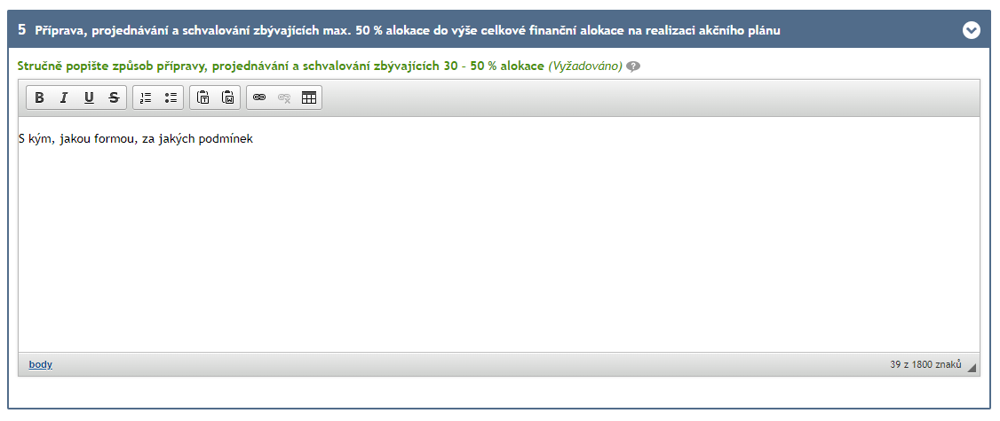 5 Příprava, projednávání a schvalování zbývajících max. 50 % alokace do výše celkové finanční alokace na realizaci akčního plánu
Stručně popište způsob přípravy, projednávání a schvalování zbývajících 30 - 50 % alokace (Vyžadováno) ?
B I U S
S kým, jakou formou, za jakých podmínek
body 39 z 1800 znaků